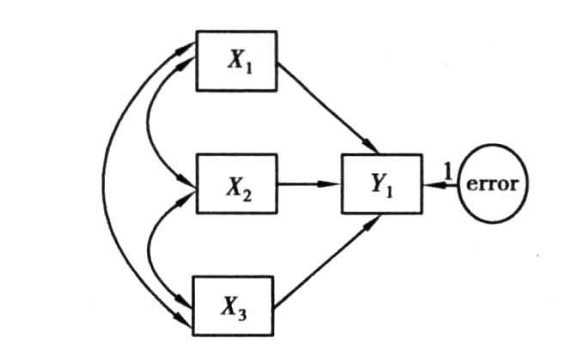 X₁
X₂
Y₁
1
error
X₃